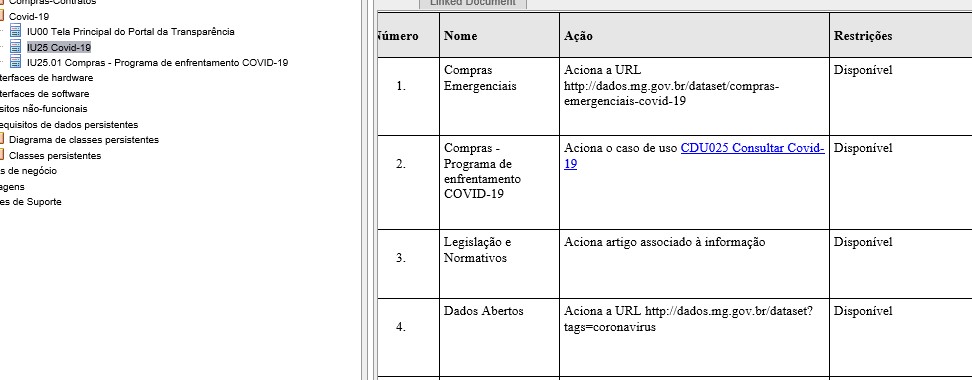 Compras-Contratos
Covid-19
IU00 Tela Principal do Portal da Transparência
IU25 Covid-19
IU25.01 Compras - Programa de enfrentamento COVID-19
terfaces de hardware
terfaces de software
sitos não-funcionais
equisitos de dados persistentes
Diagrama de classes persistentes
Classes persistentes
s de negócio
agens
es de Suporte
Linked Document
Número Nome Ação Restrições
1. Compras Emergenciais Aciona a URL Disponível
http://dados.mg.gov.br/dataset/compras-
emergenciais-covid-19
2. Compras - Aciona o caso de uso CDU025 Consultar Covid- Disponível
Programa de 19
enfrentamento
COVID-19
3. Legislação e Aciona artigo associado à informação Disponível
Normativos
4. Dados Abertos Aciona a URL http://dados.mg.gov.br/dataset? Disponível
tags=coronavirus